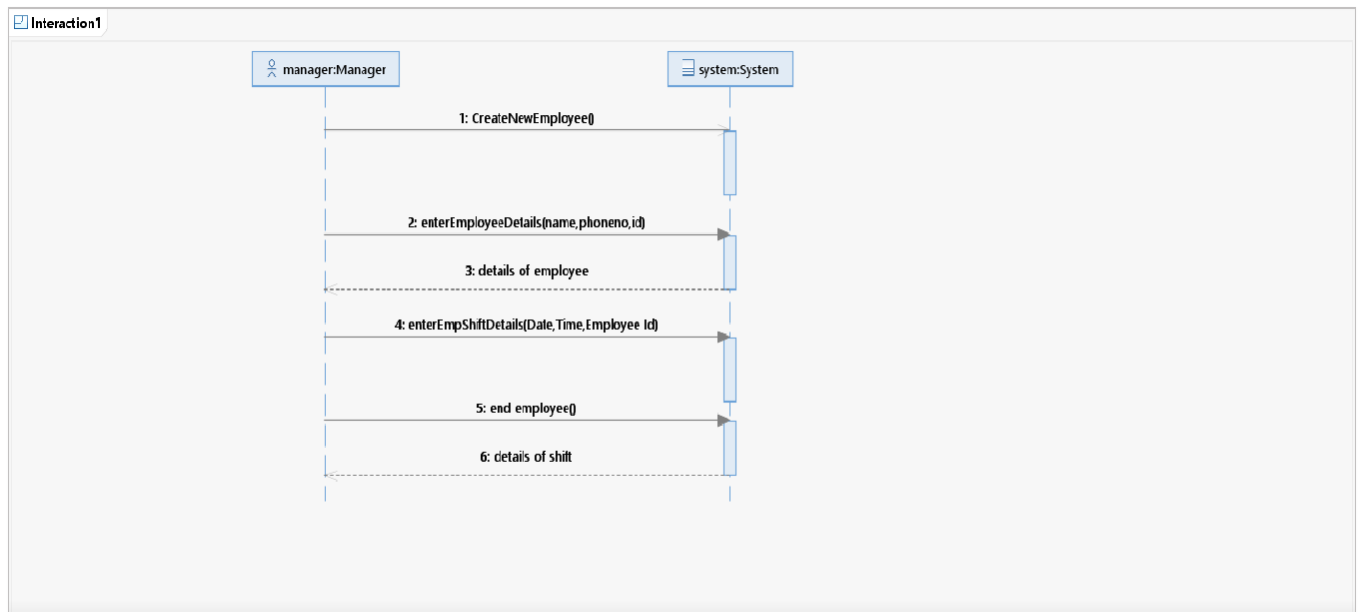 Interaction1
manager:Manager
system:System
1: CreateNewEmployee()
2: enterEmployeeDetails(name,phoneno,id)
3: details of employee
4: enterEmpShiftDetails(Date,Time,Employee Id)
5: end employee()
6: details of shift